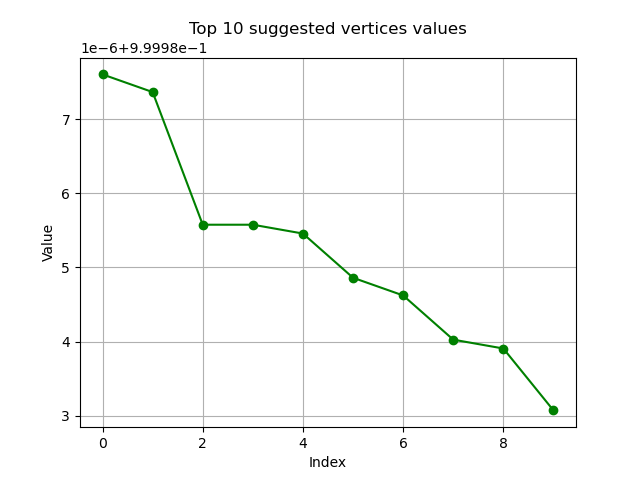 Top 10 suggested vertices values
1e−6+9.9998e−1
7
6
5
4
3
Value
0 2 4 6 8
Index